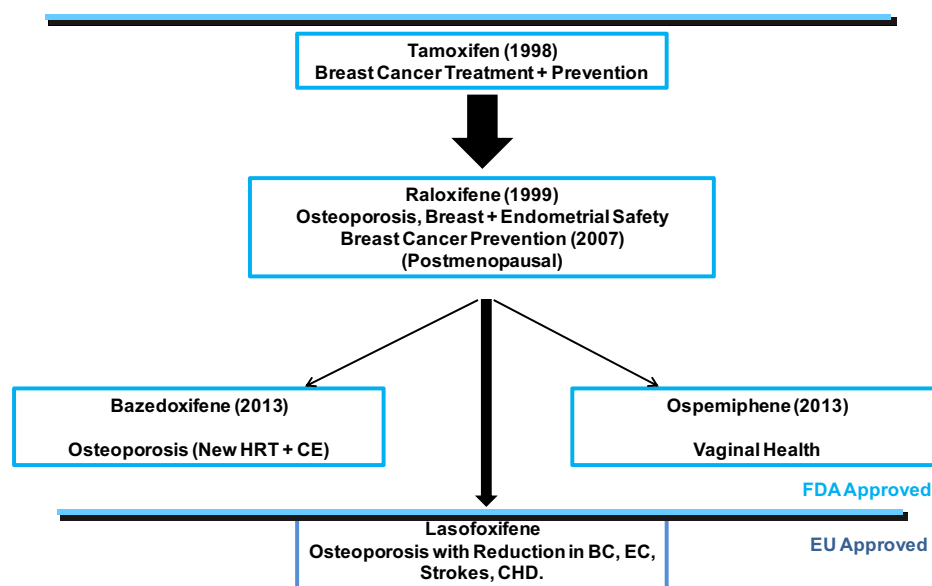 Tamoxifen (1998)
Breast Cancer Treatment + Prevention
Raloxifene (1999)
Osteoporosis, Breast + Endometrial Safety
Breast Cancer Prevention (2007)
(Postmenopausal)
Bazedoxifene (2013)
Osteoporosis (New HRT + CE)
Ospemiphene (2013)
Vaginal Health
FDA Approved
Lasofoxifene
Osteoporosis with Reduction in BC, EC,
Strokes, CHD.
EU Approved